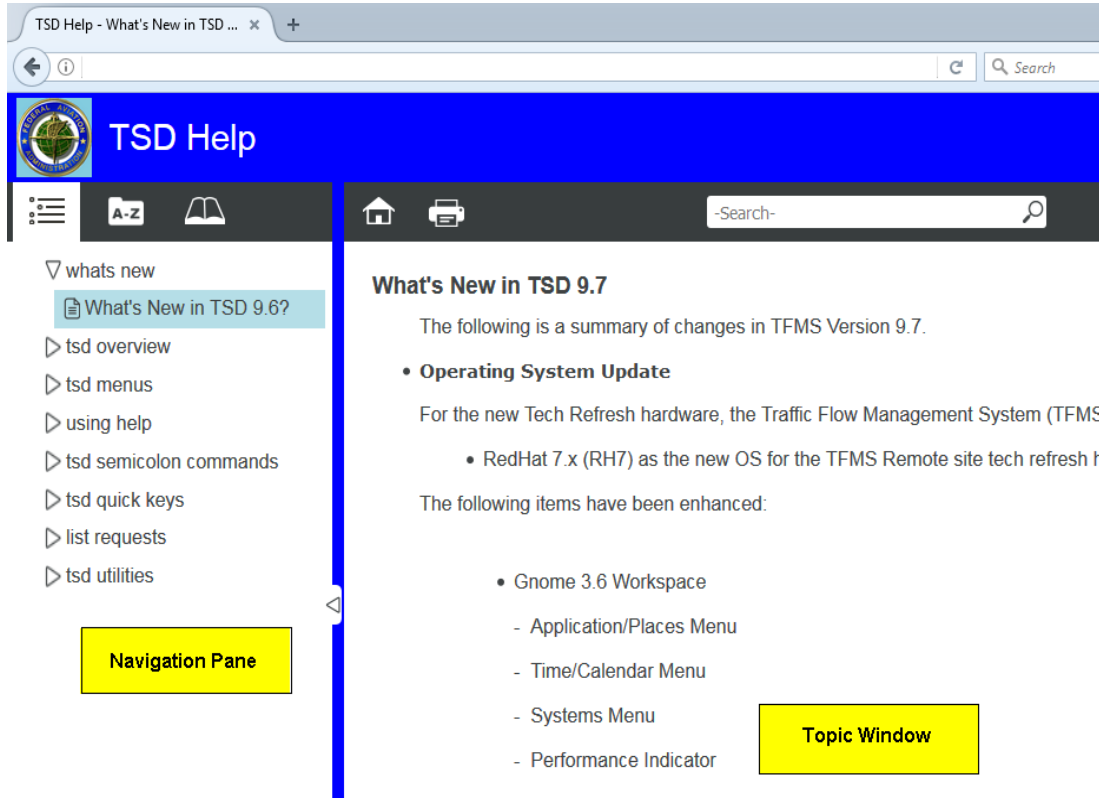 TSD Help - What's New in TSD ... × +
Search
FEDERAL AVIATION
ADMINISTRATION
TSD Help
A-Z
-Search-
whats new
What's New in TSD 9.6?
tsd overview
tsd menus
using help
tsd semicolon commands
tsd quick keys
list requests
tsd utilities
Navigation Pane
What's New in TSD 9.7
The following is a summary of changes in TFMS Version 9.7.
• Operating System Update
For the new Tech Refresh hardware, the Traffic Flow Management System (TFMS
• RedHat 7.x (RH7) as the new OS for the TFMS Remote site tech refresh h
The following items have been enhanced:
• Gnome 3.6 Workspace
- Application/Places Menu
- Time/Calendar Menu
- Systems Menu
- Performance Indicator
Topic Window